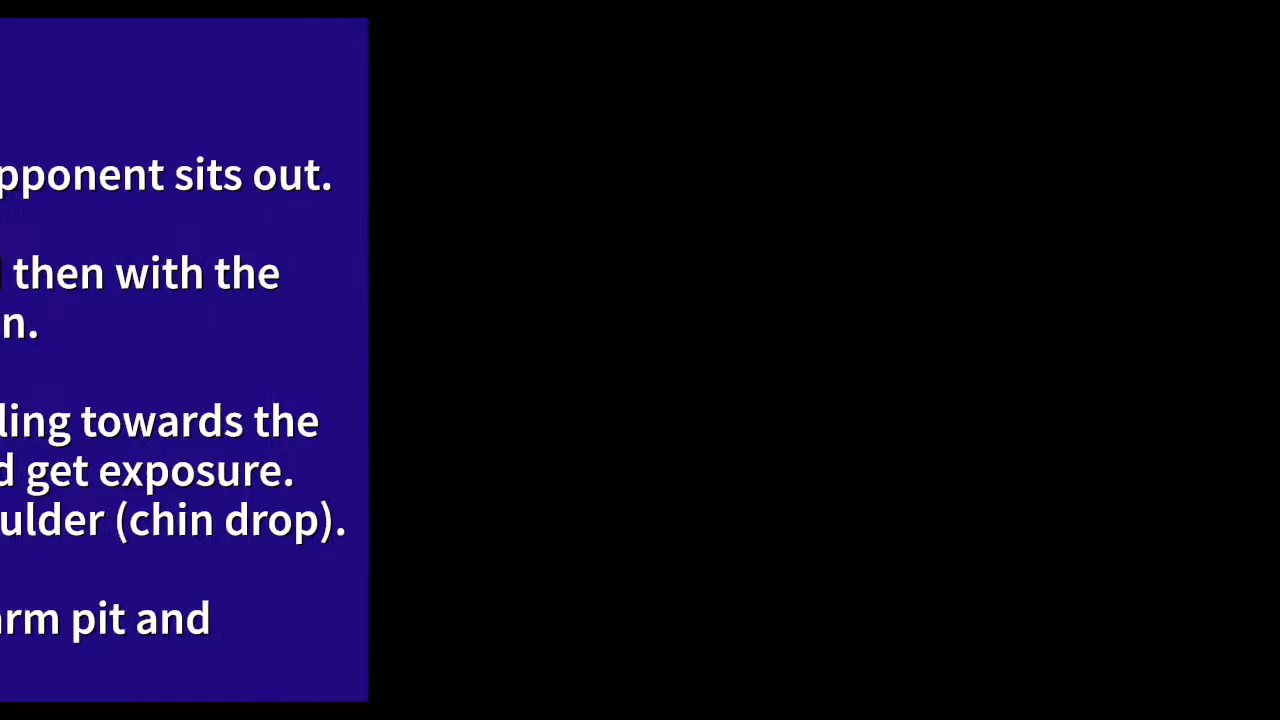 pponent sits out.
then with the
n.
ling towards the
d get exposure.
ulder (chin drop).
arm pit and